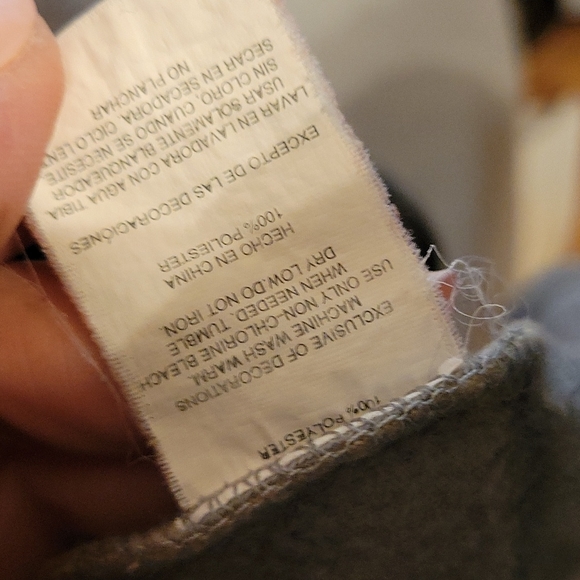 100% POLYESTER
EXCLUSIVE OF DECORATIONS
MACHINE WASH WARM.
USE ONLY NON-CHLORINE BLEACH
WHEN NEEDED. TUMBLE
DRY LOW.DO NOT IRON.
HECHO EN CHINA
100% POLIESTER
EXCEPTO DE LAS DECORACIÓNES
LAVAR EN LAVADORA CON AGUA TIBIA.
USAR SOLAMENTE BLANQUEADOR
SIN CLORO, CUANDO SE NECESITE
SECAR EN SECADORA, CICLO
NO PLANCHAR